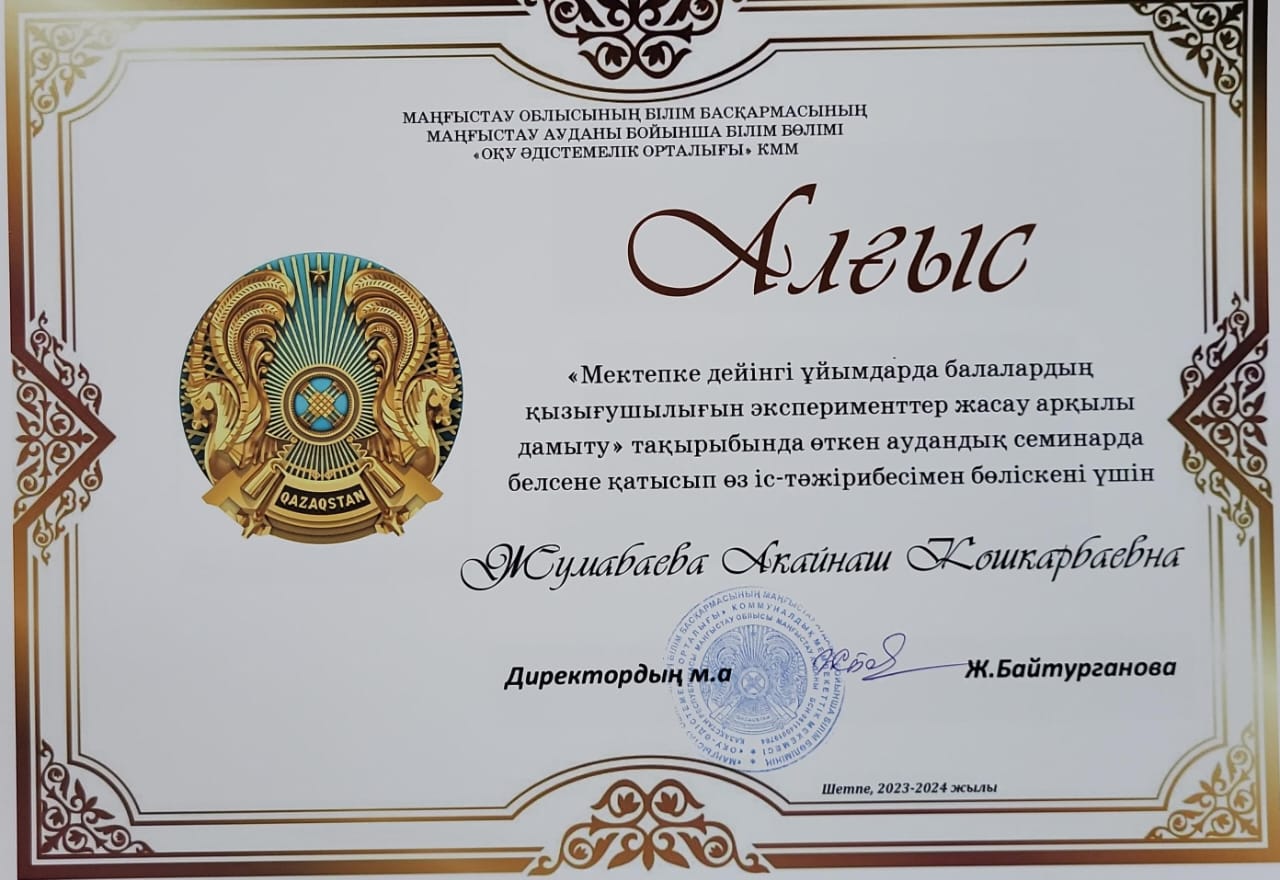 МАҢҒЫСТАУ ОБЛЫСЫНЫҢ БІЛІМ БАСҚАРМАСЫНЫҢ
МАҢҒЫСТАУ АУДАНЫ БОЙЫНША БІЛІМ БӨЛІМІ
«ОҚУ ӘДІСТЕМЕЛІК ОРТАЛЫҒЫ» КММ
Алғыс
«Мектепке дейінгі ұйымдарда балалардың
қызығушылығын эксперименттер жасау арқылы
дамыту» тақырыбында өткен аудандық семинарда
белсене қатысып өз іс-тәжірибесімен бөліскені үшін
QAZAQSTAN
Жумабаева Акайнаш Кошкарбаевна
Директордың м.а
Ж.Байтурганова
Шетпе, 2023-2024 жылы